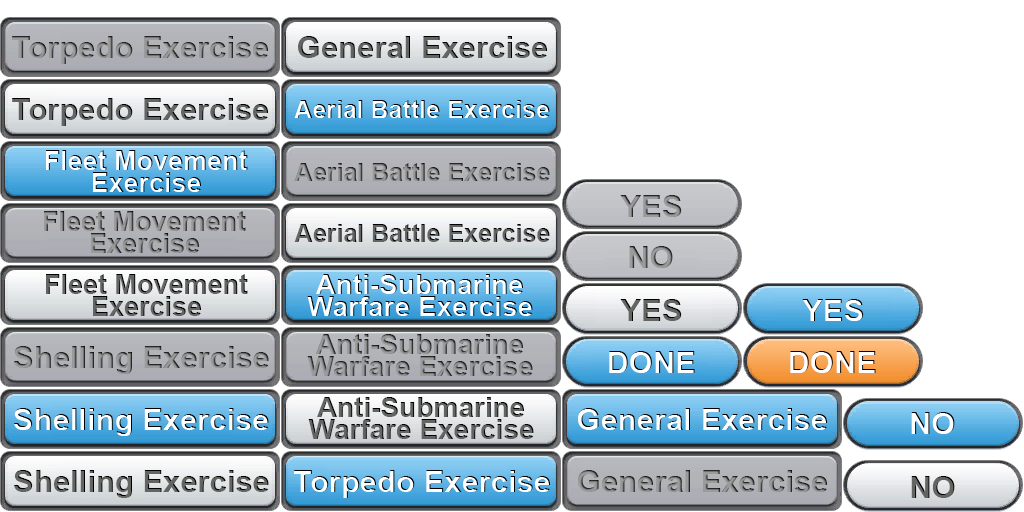 Torpedo Exercise
General Exercise
Torpedo Exercise
Aerial Battle Exercise
Fleet Movement
Exercise
Aerial Battle Exercise
YES
Fleet Movement
Exercise
Aerial Battle Exercise
NO
Fleet Movement
Exercise
Anti-Submarine
Warfare Exercise
YES
YES
Shelling Exercise
Anti-Submarine
Warfare Exercise
DONE
DONE
Shelling Exercise
Anti-Submarine
Warfare Exercise
General Exercise
NO
Shelling Exercise
Torpedo Exercise
General Exercise
NO